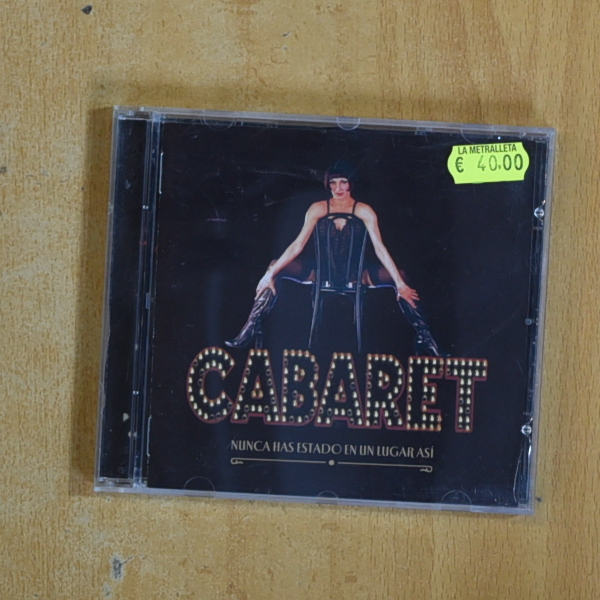 LA METRALLETA
€ 40.00
CABARET
NUNCA HAS ESTADO EN UN LUGAR ASÍ